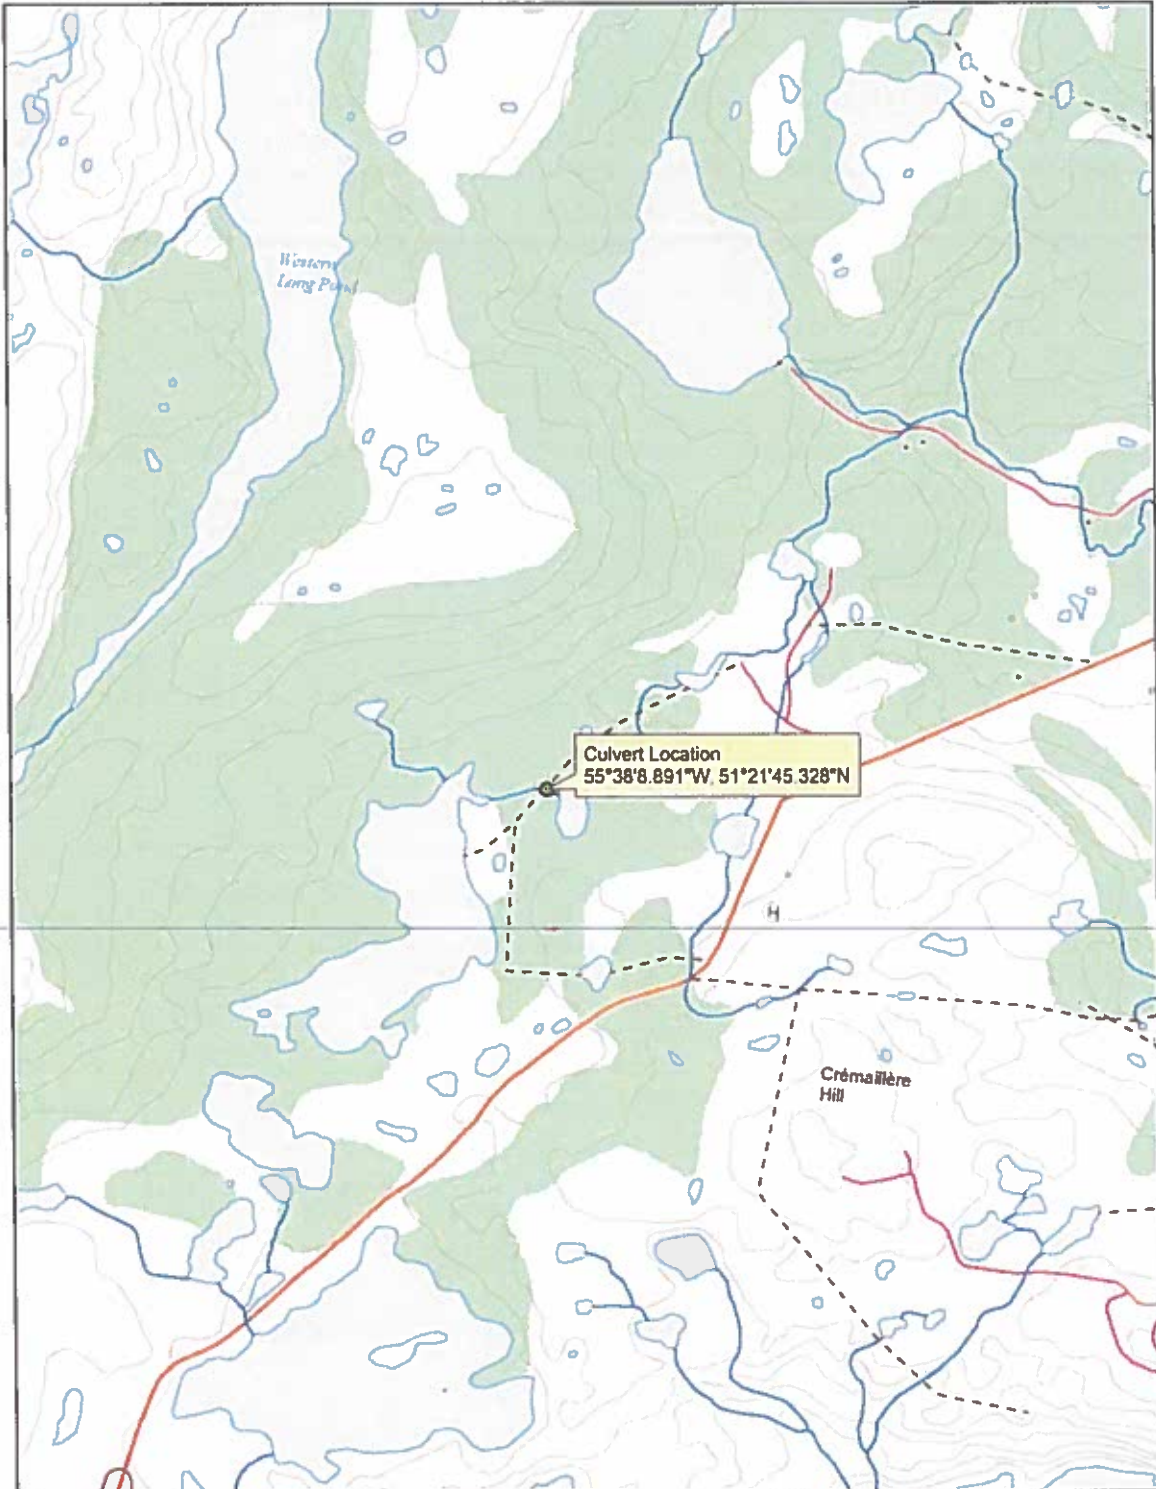 Western
Long Pond
Culvert Location
55°38'8.891"W, 51°21'45.328"N
H
Crémaillère
Hill